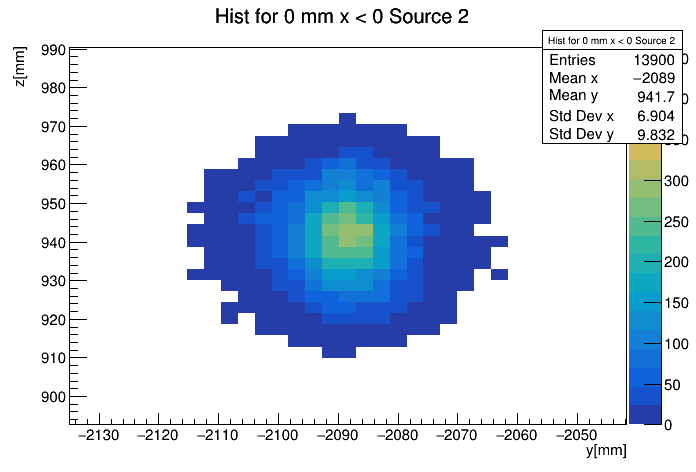 Hist for 0 mm x < 0 Source 2
Hist for 0 mm x < 0 Source 2
Entries 13900
Mean x −2089
Mean y 941.7
Std Dev x 6.904
Std Dev y 9.832
z[mm]
990
980
970
960
950
940
930
920
910
900
300
250
200
150
100
50
0
−2130 −2120 −2110 −2100 −2090 −2080 −2070 −2060 −2050
y[mm]